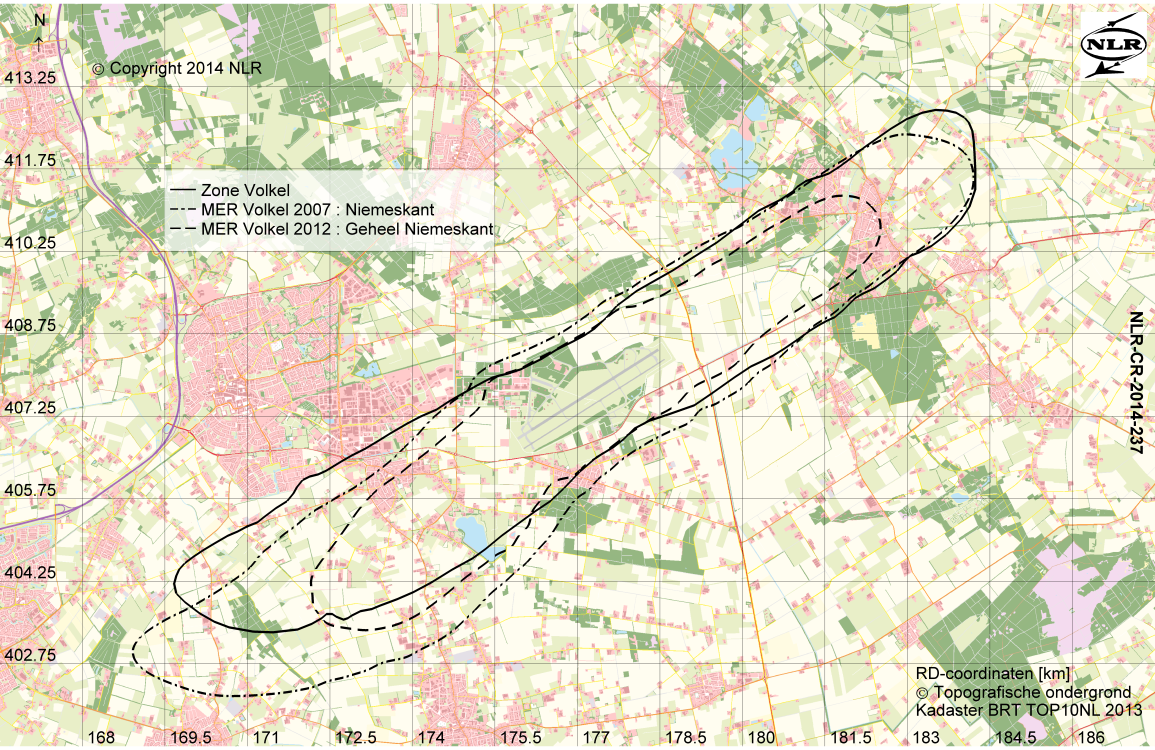 N
↑
© Copyright 2014 NLR
NLR
413.25
411.75
410.25
408.75
407.25
405.75
404.25
402.75
Zone Volkel
MER Volkel 2007 : Niemeskant
MER Volkel 2012 : Geheel Niemeskant
NLR-CR-2014-237
RD-coordinaten [km]
© Topografische ondergrond
Kadaster BRT TOP10NL 2013
168 169.5 171 172.5 174 175.5 177 178.5 180 181.5 183 184.5 186